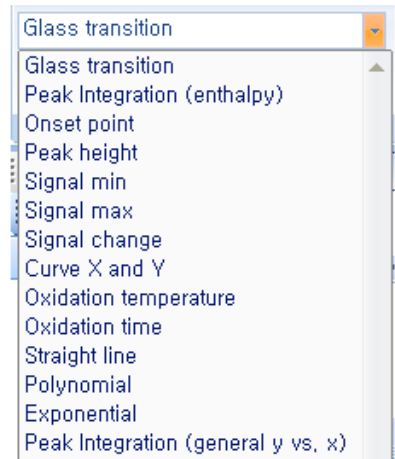 Glass transition
Glass transition
Peak Integration (enthalpy)
Onset point
Peak height
Signal min
Signal max
Signal change
Curve X and Y
Oxidation temperature
Oxidation time
Straight line
Polynomial
Exponential
Peak Integration (general y vs, x)